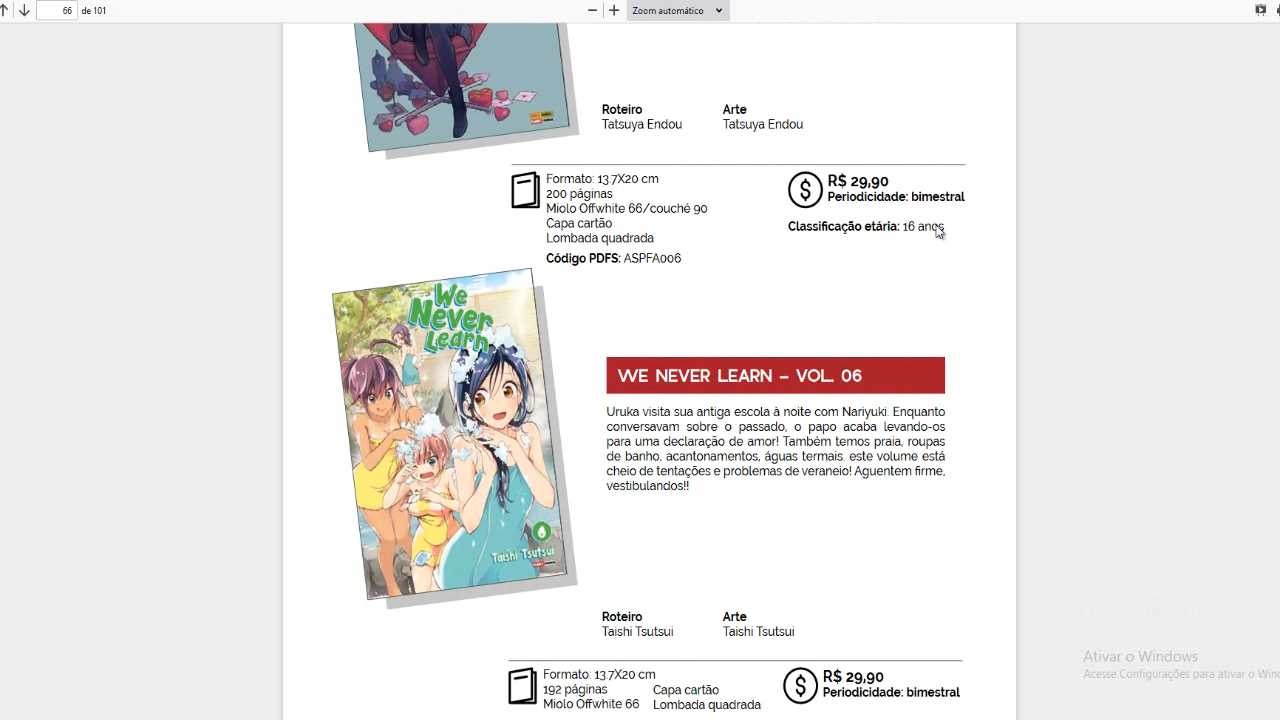 66 de 101
Zoom automático
Roteiro
Tatsuya Endou
Arte
Tatsuya Endou
Formato: 13.7X20 cm
200 páginas
Miolo Offwhite 66/couché 90
Capa cartão
Lombada quadrada
Código PDFS: ASPFA006
R$ 29,90
Periodicidade: bimestral
Classificação etária: 16 anos
We
Never
Learn
6
Taishi Tsutsui
WE NEVER LEARN – VOL. 06
Uruka visita sua antiga escola à noite com Nariyuki. Enquanto
conversavam sobre o passado, o papo acaba levando-os
para uma declaração de amor! Também temos praia, roupas
de banho, acantonamentos, águas termais, este volume está
cheio de tentações e problemas de veraneio! Aguentem firme,
vestibulandos!!
Roteiro
Taishi Tsutsui
Arte
Taishi Tsutsui
Formato: 13.7X20 cm
192 páginas
Miolo Offwhite 66
Capa cartão
Lombada quadrada
R$ 29,90
Periodicidade: bimestral
Ativar o Windows
Acesse Configurações para ativar o Win